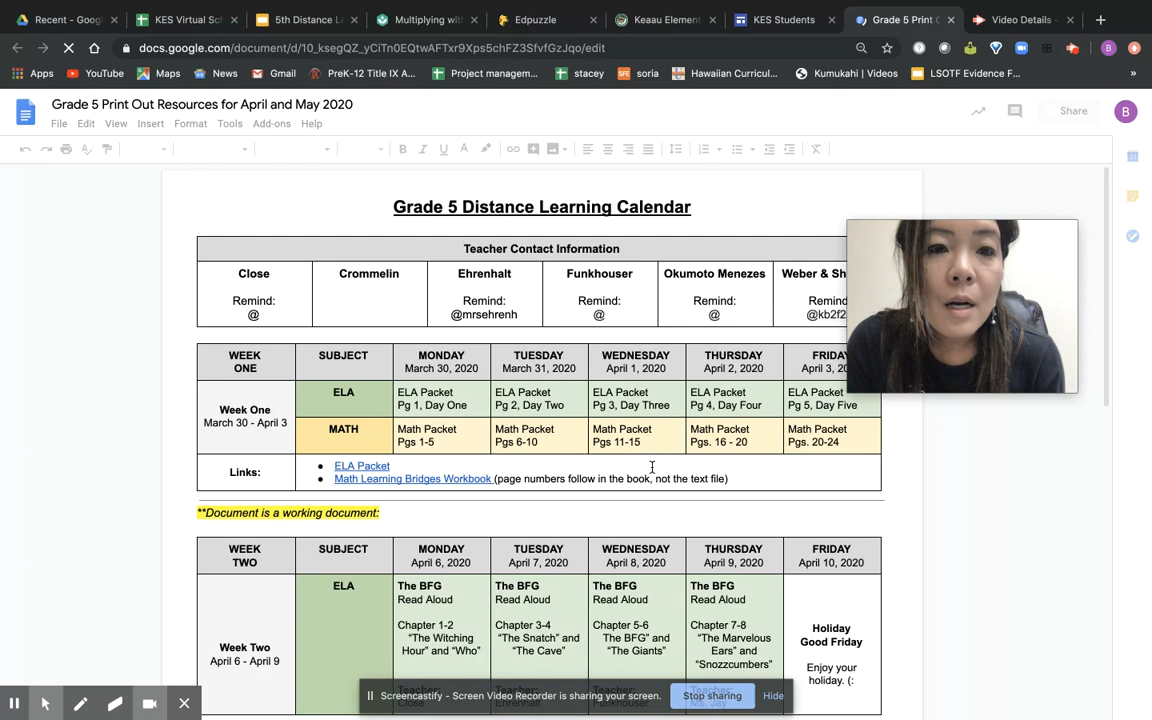 Recent - Googl
KES Virtual Sch
5th Distance L
Multiplying with
Edpuzzle
Keaau Element
KES Students
Grade 5 Print O
Video Details -
docs.google.com/document/d/10_ksegQZ_yCiTn0EQtwAFTxr9Xps5chFZ3SfvfGzJqo/edit
Apps
YouTube
Maps
News
Gmail
PreK-12 Title IX A...
Project managem...
stacey
soria
Hawaiian Curricul...
Kumukahi | Videos
LSOTF Evidence F...
»
Grade 5 Print Out Resources for April and May 2020
File Edit View Insert Format Tools Add-ons Help
Share
B
Grade 5 Distance Learning Calendar
Teacher Contact Information
Close Crommelin Ehrenhalt Funkhouser Okumoto Menezes Weber & Sh
Remind: Remind: Remind: Remind: Remind
@ @mrsehrenh @ @ @kb2f2
WEEK ONE SUBJECT MONDAY TUESDAY WEDNESDAY THURSDAY FRIDAY
March 30, 2020 March 31, 2020 April 1, 2020 April 2, 2020 April 3, 20
Week One
March 30 - April 3
ELA
ELA Packet ELA Packet ELA Packet ELA Packet ELA Packet
Pg 1, Day One Pg 2, Day Two Pg 3, Day Three Pg 4, Day Four Pg 5, Day Five
MATH
Math Packet Math Packet Math Packet Math Packet Math Packet
Pgs 1-5 Pgs 6-10 Pgs 11-15 Pgs. 16 - 20 Pgs. 20-24
Links:
ELA Packet
Math Learning Bridges Workbook (page numbers follow in the book, not the text file)
**Document is a working document:
WEEK TWO SUBJECT MONDAY TUESDAY WEDNESDAY THURSDAY FRIDAY
April 6, 2020 April 7, 2020 April 8, 2020 April 9, 2020 April 10, 2020
Week Two
April 6 - April 9
ELA
The BFG The BFG The BFG The BFG
Read Aloud Read Aloud Read Aloud Read Aloud
Chapter 1-2 Chapter 3-4 Chapter 5-6 Chapter 7-8
"The Witching "The Snatch" and The BFG" and "The Marvelous
Hour" and "Who" "The Cave" "The Giants" Ears" and
"Snozzcumbers"
Holiday
Good Friday
Enjoy your
holiday. (:
Teacher: Teacher: Teacher: Teacher:
Close Ehrenhalt Funkhouser Ms. Jay
Screencastify - Screen Video Recorder is sharing your screen.
Stop sharing
Hide